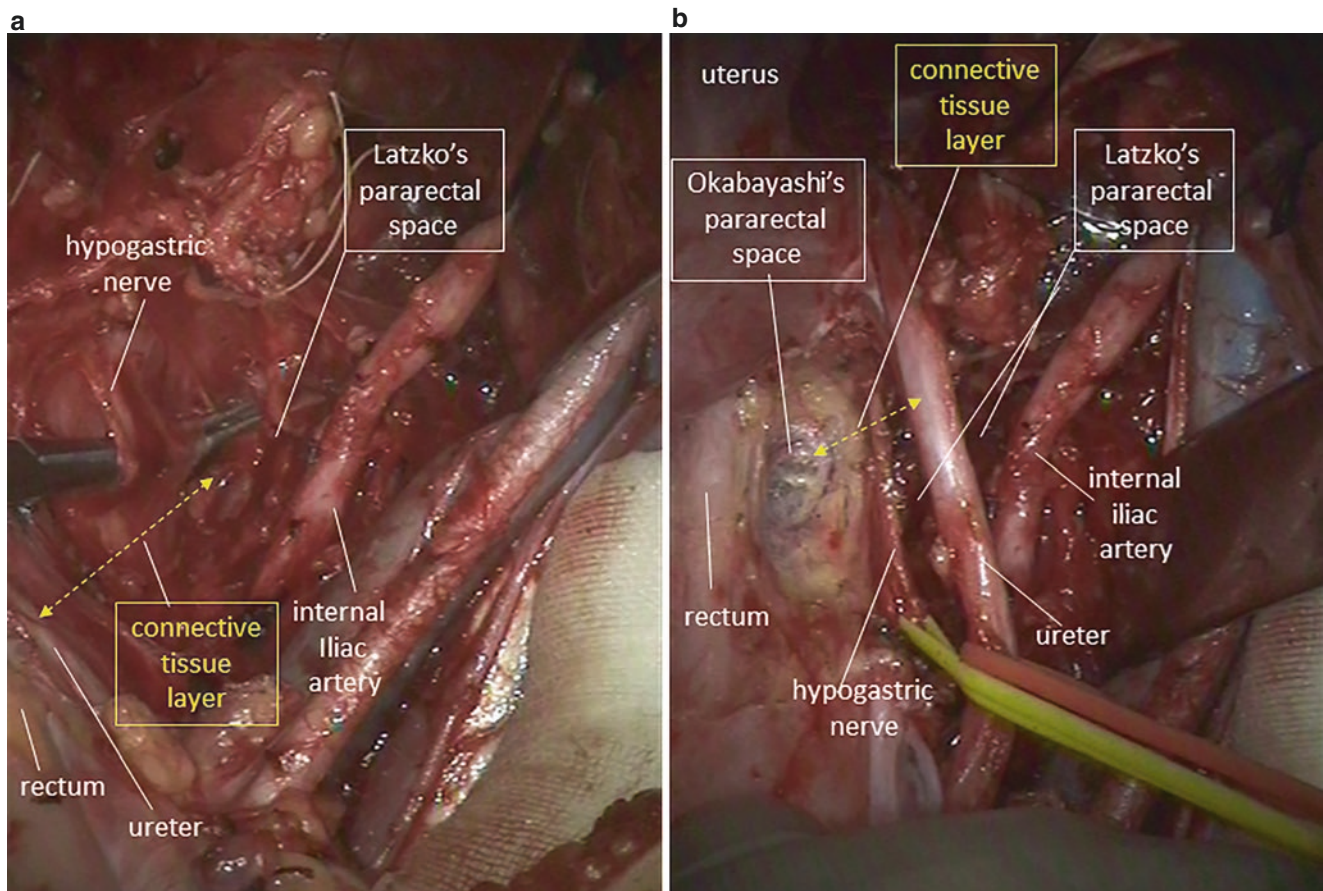 a
Latzko's
pararectal
space
hypogastric
nerve
internal
Iliac
artery
connective
tissue
layer
rectum
ureter
b
uterus
connective
tissue
layer
Latzko's
pararectal
space
Okabayashi's
pararectal
space
internal
iliac
artery
rectum
ureter
hypogastric
nerve